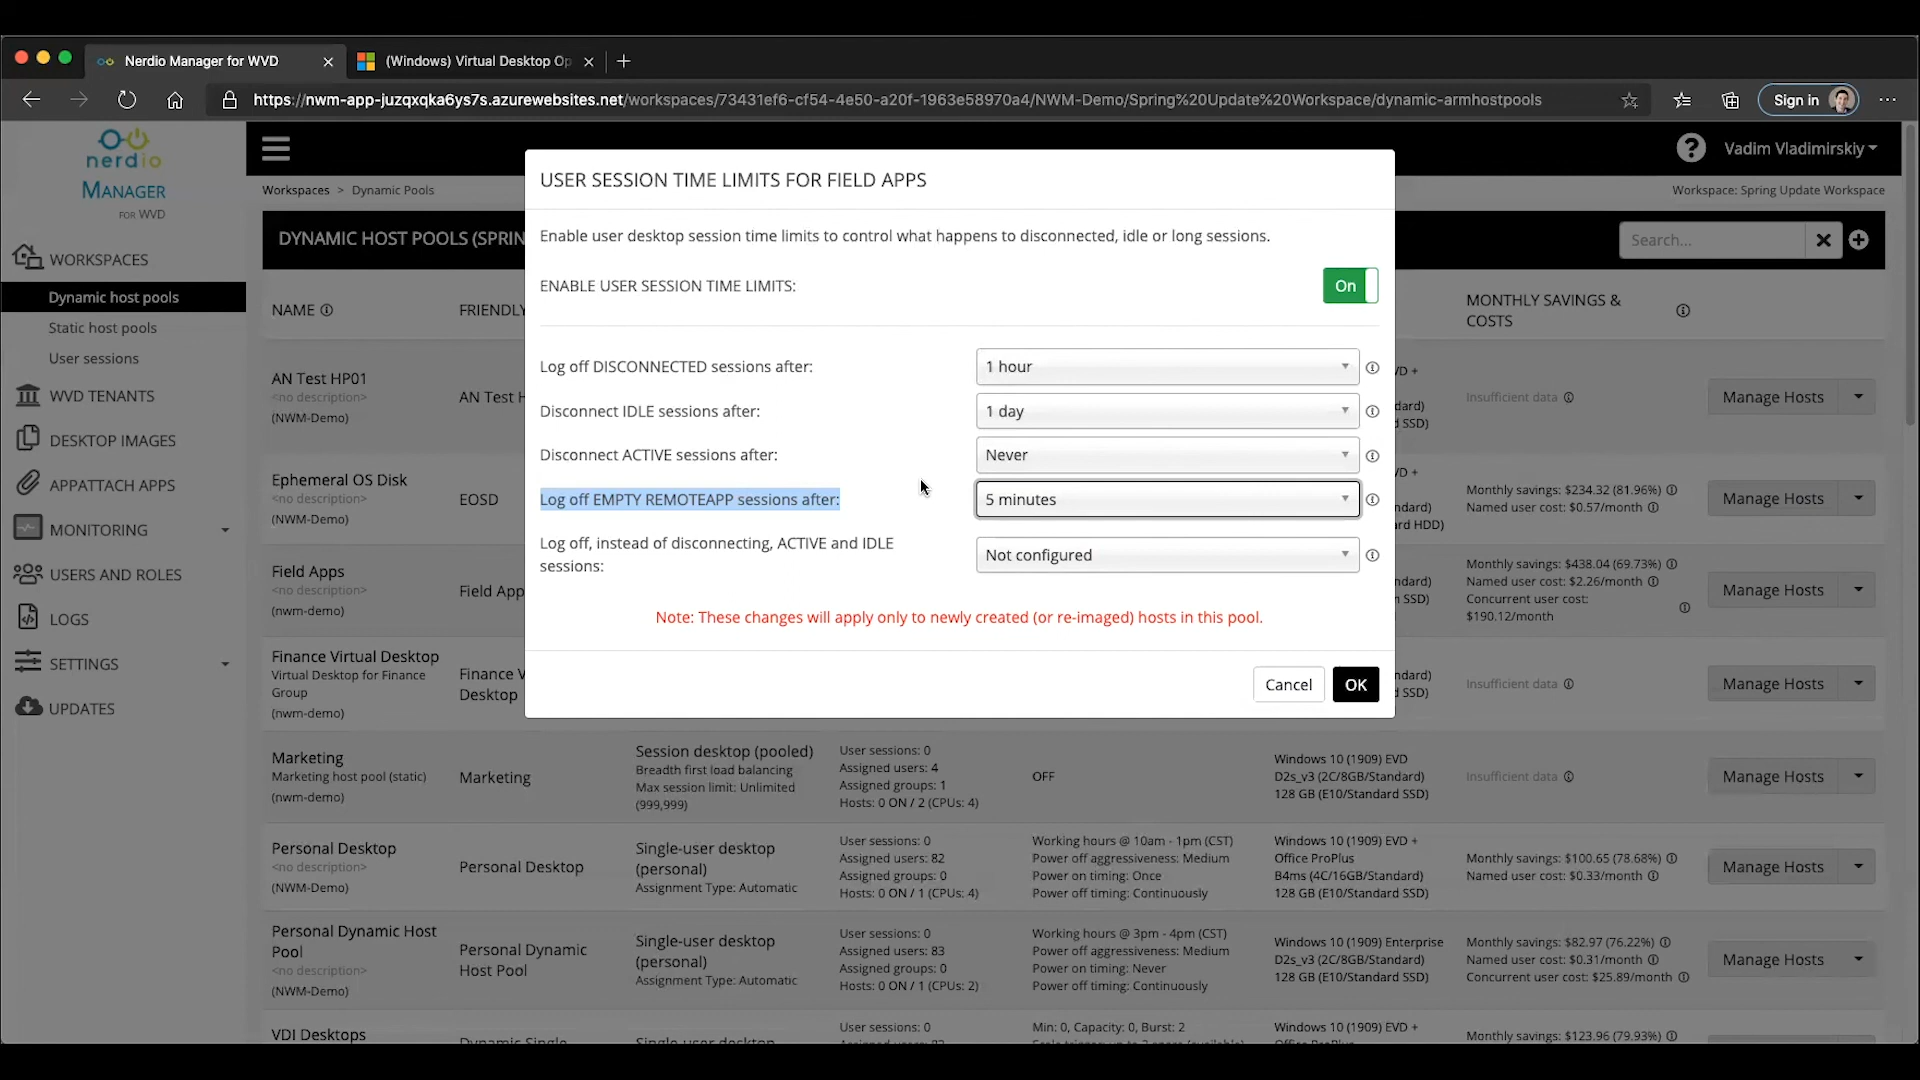 Nerdio Manager for WVD
(Windows) Virtual Desktop Op
https://nwm-app-juzqxqka6ys7s.azurewebsites.net/workspaces/73431ef6-cf54-4e50-a20f-1963e58970a4/NWM-Demo/Spring%20Update%20Workspace/dynamic-armhostpools
Sign in
nerdio
MANAGER
FOR WVD
Vadim Vladimirskiy
Workspaces > Dynamic Pools
Workspace: Spring Update Workspace
DYNAMIC HOST POOLS (SPRIN
Search...
WORKSPACES
Dynamic host pools
Static host pools
User sessions
WVD TENANTS
DESKTOP IMAGES
APPATTACH APPS
MONITORING
USERS AND ROLES
LOGS
SETTINGS
UPDATES
USER SESSION TIME LIMITS FOR FIELD APPS
Enable user desktop session time limits to control what happens to disconnected, idle or long sessions.
ENABLE USER SESSION TIME LIMITS:
On
Log off DISCONNECTED sessions after:
1 hour
Disconnect IDLE sessions after:
1 day
Disconnect ACTIVE sessions after:
Never
Log off EMPTY REMOTEAPP sessions after:
5 minutes
Log off, instead of disconnecting, ACTIVE and IDLE
sessions:
Not configured
Note: These changes will apply only to newly created (or re-imaged) hosts in this pool.
Cancel
OK
NAME
FRIENDLY
MONTHLY SAVINGS &
COSTS
AN Test HP01
<no description>
(NWM-Demo)
AN Test H
VD +
dard)
SSD)
Insufficient data
Manage Hosts
Ephemeral OS Disk
<no description>
(NWM-Demo)
EOSD
VD +
ndard)
rd HDD)
Monthly savings: $234.32 (81.96%)
Named user cost: $0.57/month
Manage Hosts
Field Apps
<no description>
(nwm-demo)
Field App
ndard)
SSD)
Monthly savings: $438.04 (69.73%)
Named user cost: $2.26/month
Concurrent user cost:
$190.12/month
Manage Hosts
Finance Virtual Desktop
Virtual Desktop for Finance
Group
(nwm-demo)
Finance V
Desktop
ndard)
SSD)
Insufficient data
Manage Hosts
Marketing
Marketing host pool (static)
(nwm-demo)
Marketing
Session desktop (pooled)
Breadth first load balancing
Max session limit: Unlimited
(999,999)
User sessions: 0
Assigned users: 4
Assigned groups: 1
Hosts: 0 ON / 2 (CPUs: 4)
OFF
Windows 10 (1909) EVD
D2s_v3 (2C/8GB/Standard)
128 GB (E10/Standard SSD)
Insufficient data
Manage Hosts
Personal Desktop
<no description>
(NWM-Demo)
Personal Desktop
Single-user desktop
(personal)
Assignment Type: Automatic
User sessions: 0
Assigned users: 82
Assigned groups: 0
Hosts: 0 ON / 1 (CPUs: 4)
Working hours @ 10am - 1pm (CST)
Power off aggressiveness: Medium
Power on timing: Once
Power off timing: Continuously
Windows 10 (1909) EVD +
Office ProPlus
B4ms (4C/16GB/Standard)
128 GB (E10/Standard SSD)
Monthly savings: $100.65 (78.68%)
Named user cost: $0.33/month
Manage Hosts
Personal Dynamic Host
Pool
<no description>
(NWM-Demo)
Personal Dynamic
Host Pool
Single-user desktop
(personal)
Assignment Type: Automatic
User sessions: 0
Assigned users: 83
Assigned groups: 0
Hosts: 0 ON / 1 (CPUs: 2)
Working hours @ 3pm - 4pm (CST)
Power off aggressiveness: Medium
Power on timing: Never
Power off timing: Continuously
Windows 10 (1909) Enterprise
D2s_v3 (2C/8GB/Standard)
128 GB (E10/Standard SSD)
Monthly savings: $82.97 (76.22%)
Named user cost: $0.31/month
Concurrent user cost: $25.89/month
Manage Hosts
VDI Desktops
User sessions: 0
Min: 0, Capacity: 0, Burst: 2
Windows 10 (1909) EVD +
Monthly savings: $123.96 (79.93%)